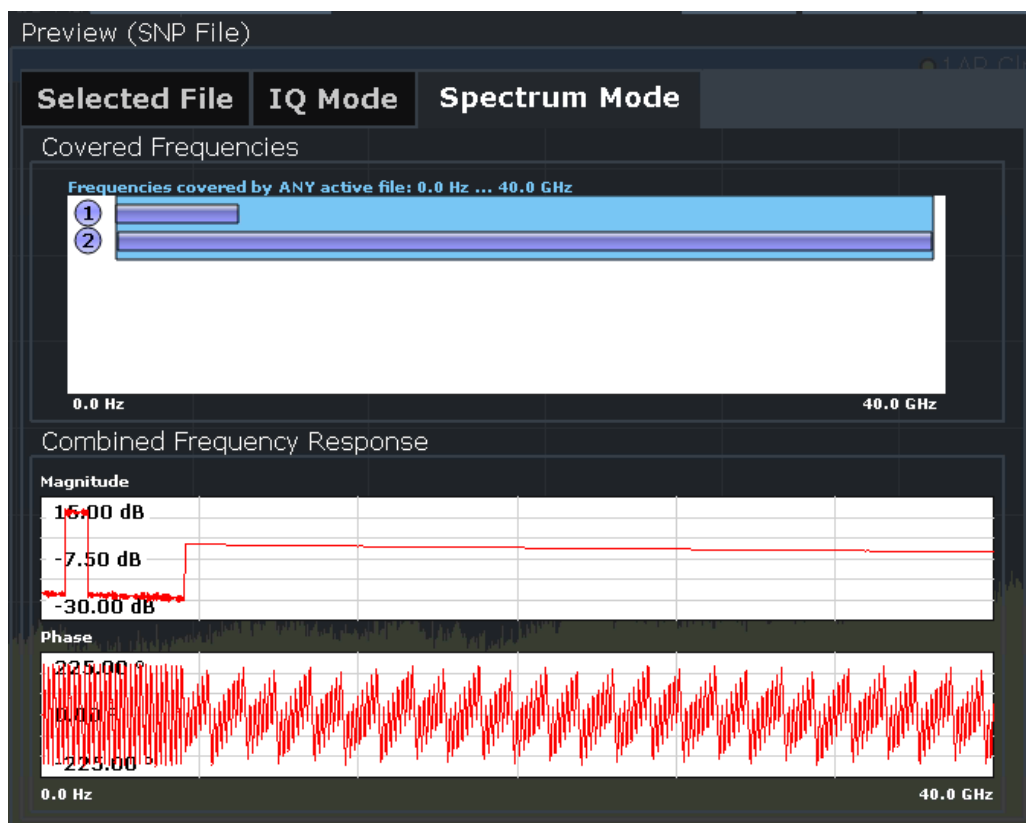 Preview (SNP File)
Selected File IQ Mode Spectrum Mode
Covered Frequencies
Frequencies covered by ANY active file: 0.0 Hz ... 40.0 GHz
1
2
0.0 Hz 40.0 GHz
Combined Frequency Response
Magnitude
15.00 dB
-7.50 dB
-30.00 dB
Phase
225.00 °
0.00 °
-225.00 °
0.0 Hz 40.0 GHz